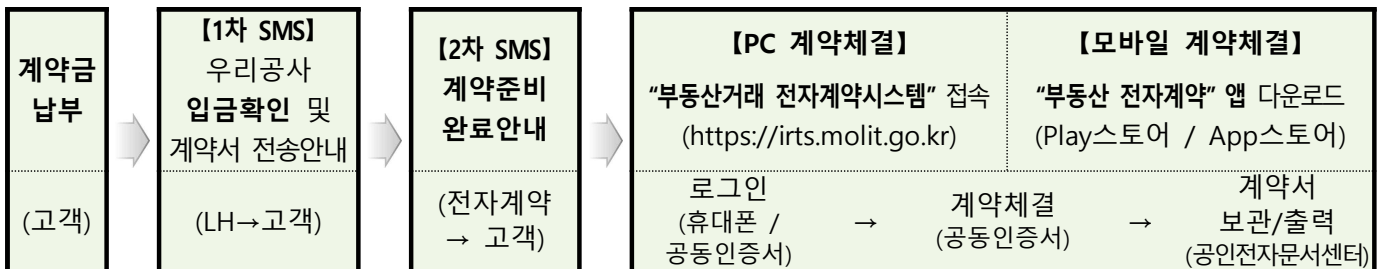 계약금
납부
(고객)
【1차 SMS】
우리공사
입금확인 및
계약서 전송안내
(LH→고객)
【2차 SMS】
계약준비
완료안내
(전자계약
→ 고객)
【PC 계약체결】
“부동산거래 전자계약시스템” 접속
(https://irts.molit.go.kr)
【모바일 계약체결】
“부동산 전자계약” 앱 다운로드
(Play스토어 / App스토어)
로그인
(휴대폰 /
공동인증서)
→
계약체결
(공동인증서)
→
계약서
보관/출력
(공인전자문서센터)